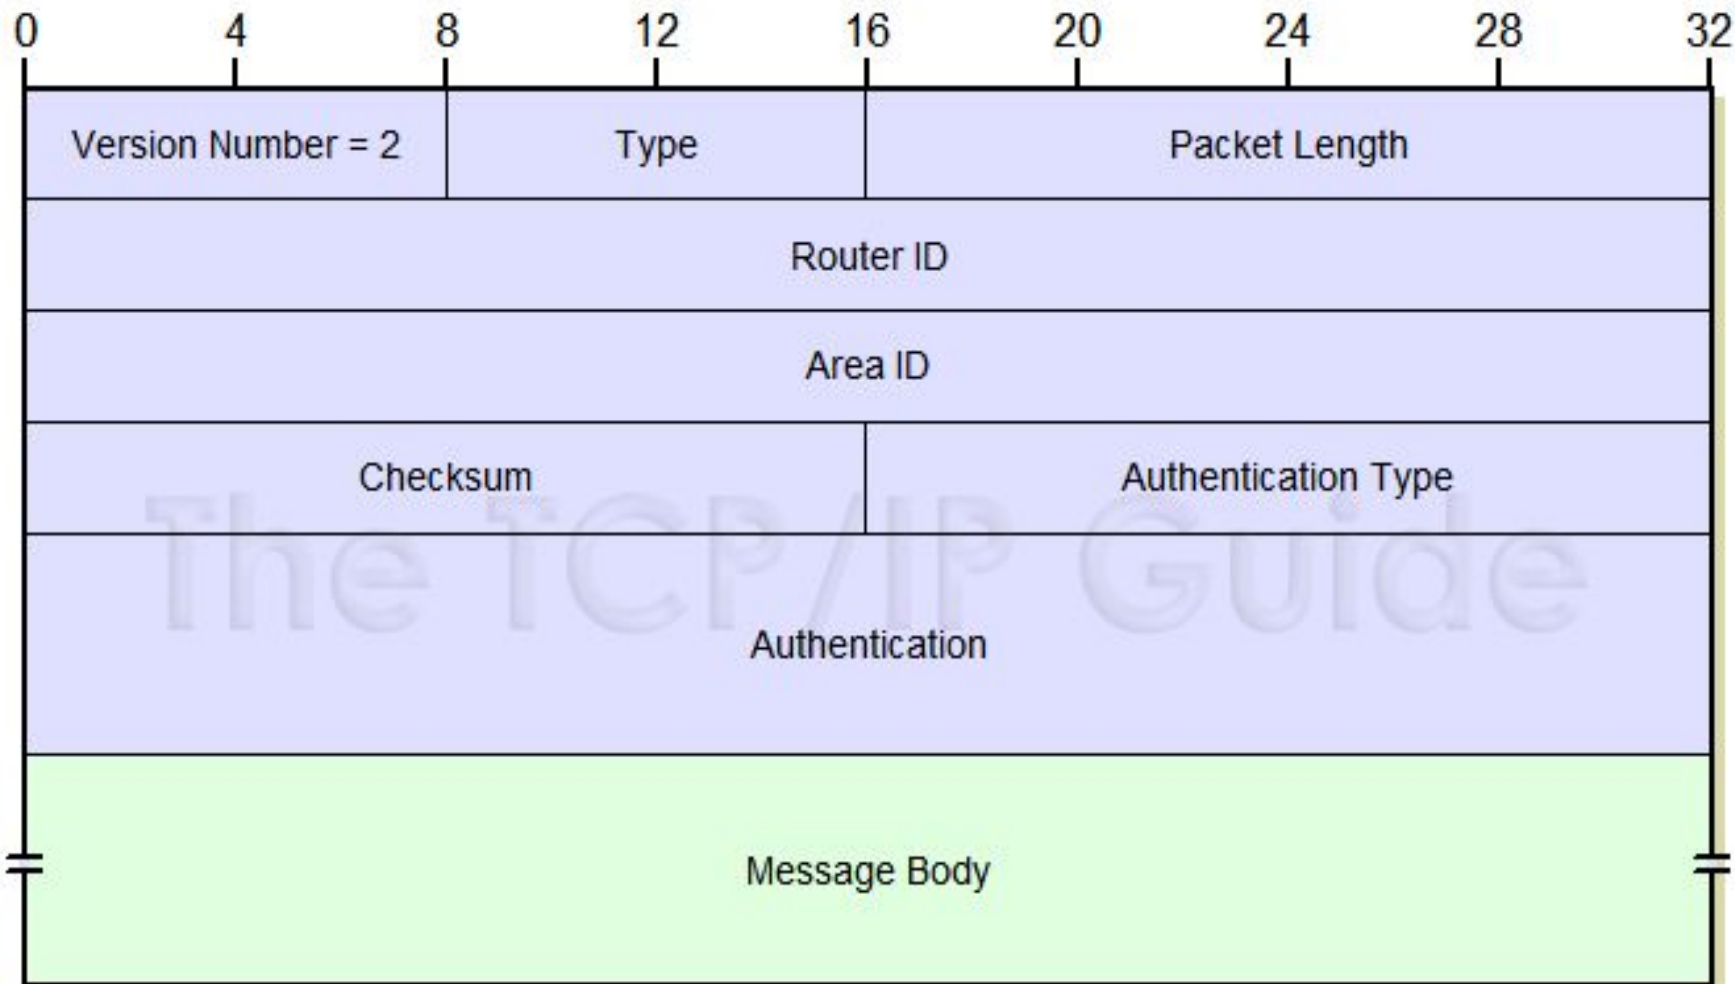 0 4 8 12 16 20 24 28 32
Version Number = 2 Type Packet Length
Router ID
Area ID
Checksum Authentication Type
The TCP/IP Guide
Authentication
Message Body